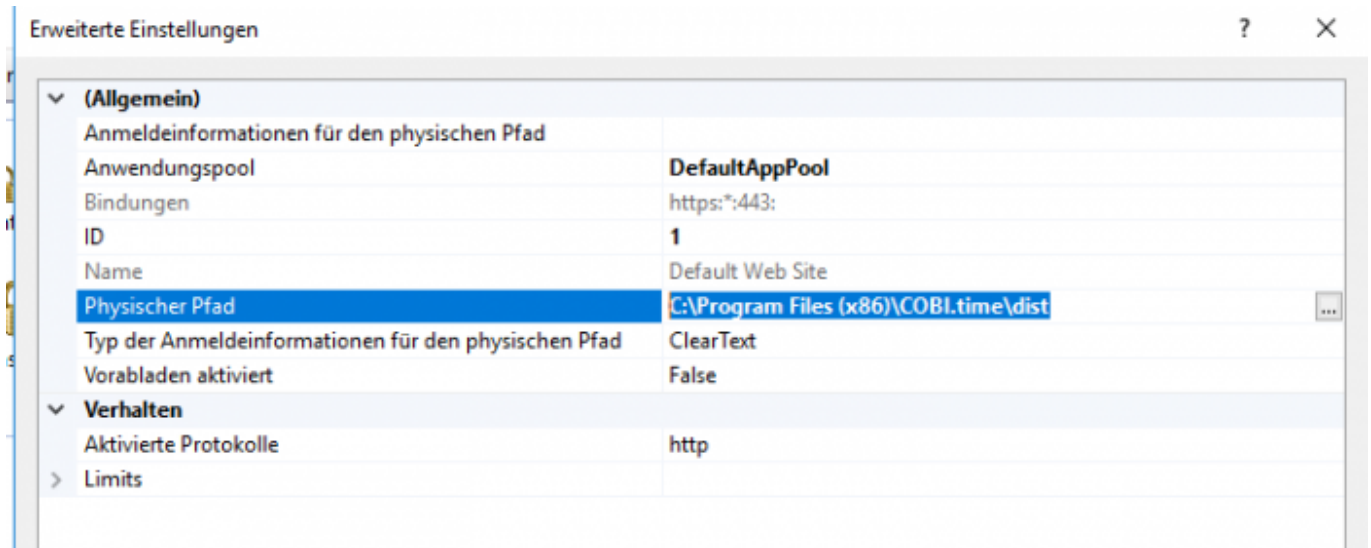 Erweiterte Einstellungen ?
(Allgemein)
Anmeldeinformationen für den physischen Pfad
Anwendungspool DefaultAppPool
Bindungen https:*:443:
ID 1
Name Default Web Site
Physischer Pfad C:\Program Files (x86)\COBI.time\dist ...
Typ der Anmeldeinformationen für den physischen Pfad ClearText
Vorabladen aktiviert False
Verhalten
Aktivierte Protokolle http
Limits